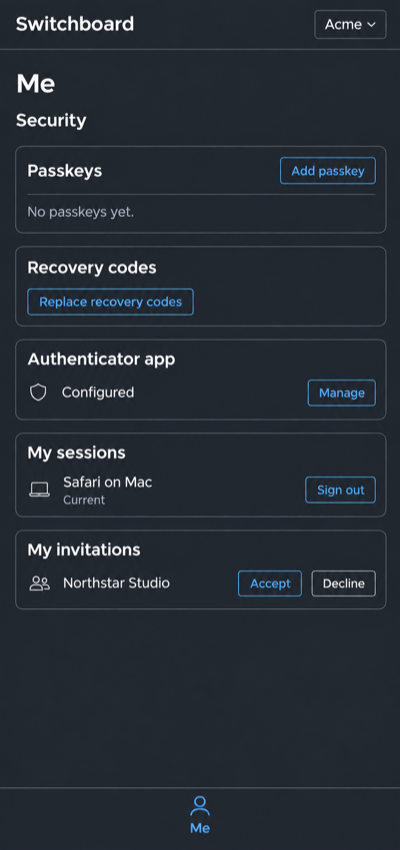 Switchboard
Acme
Me
Security
Passkeys
Add passkey
No passkeys yet.
Recovery codes
Replace recovery codes
Authenticator app
Configured
Manage
My sessions
Safari on Mac
Current
Sign out
My invitations
Northstar Studio
Accept
Decline
Me